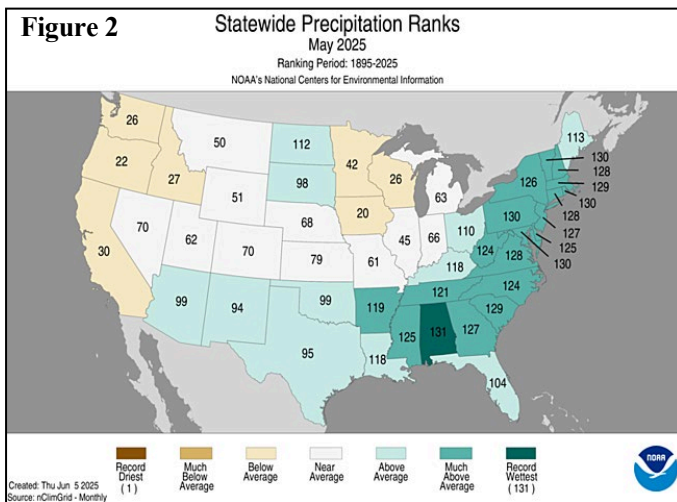 Figure 2
Statewide Precipitation Ranks
May 2025
Ranking Period: 1895-2025
NOAA's National Centers for Environmental Information
26
50
112
42
113
22
27
98
26
63
126
130
128
129
130
51
20
128
127
125
130
30
70
62
70
68
79
61
45
66
110
130
124
128
118
99
94
99
119
121
124
129
95
118
125
131
127
104
Record
Driest
( 1 )
Much
Below
Average
Below
Average
Near
Average
Above
Average
Much
Above
Average
Record
Wettest
( 131 )
Created: Thu Jun 5 2025
Source: nClimGrid - Monthly
NOAA